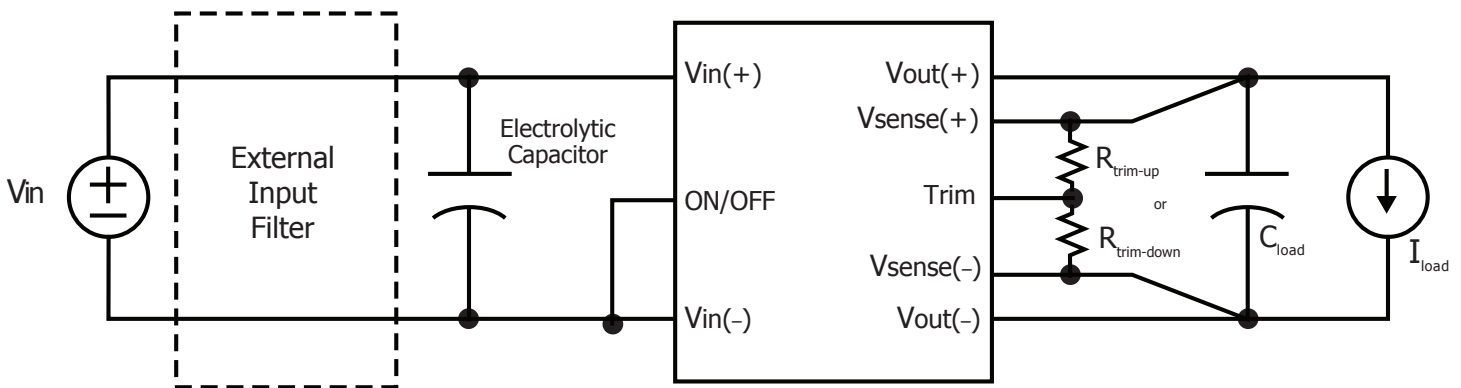 Vin
External
Input
Filter
Electrolytic
Capacitor
Vin(+)
ON/OFF
Vin(−)
Vout(+)
Vsense(+)
Trim
Vsense(−)
Vout(−)
Rtrim-up
or
Rtrim-down
Cload
Iload